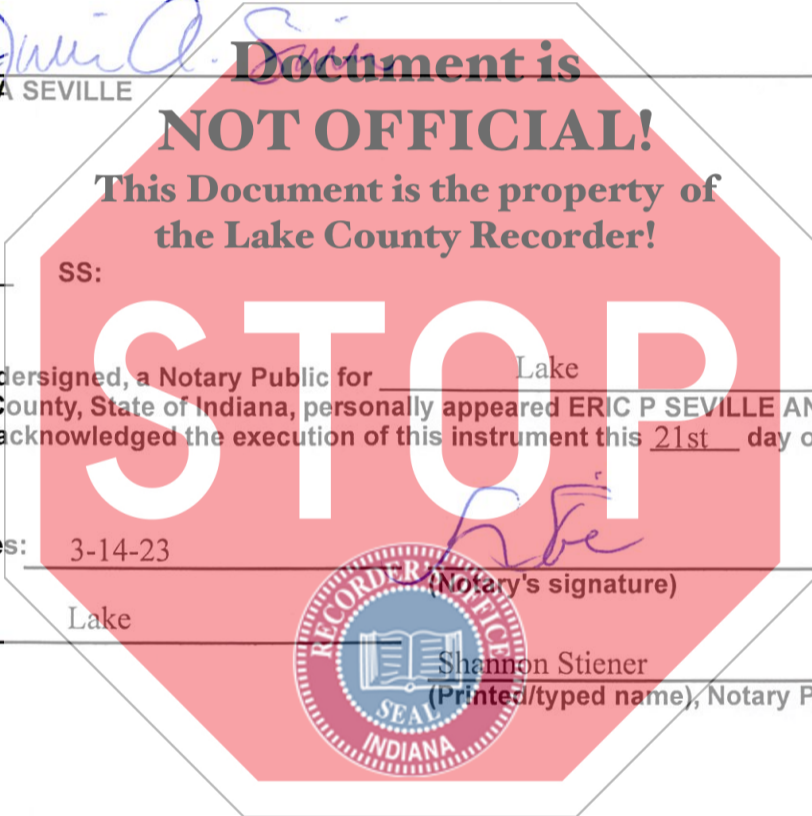 A SEVILLE
Document is
NOT OFFICIAL!
This Document is the property of
the Lake County Recorder!
SS:
STOP
dersigned, a Notary Public for Lake
County, State of Indiana, personally appeared ERIC P SEVILLE AN
acknowledged the execution of this instrument this 21st day o
s: 3-14-23
(Notary's signature)
Lake
RECORDER'S OFFICE
SEAL
INDIANA
Shannon Stiener
(Printed/typed name), Notary P